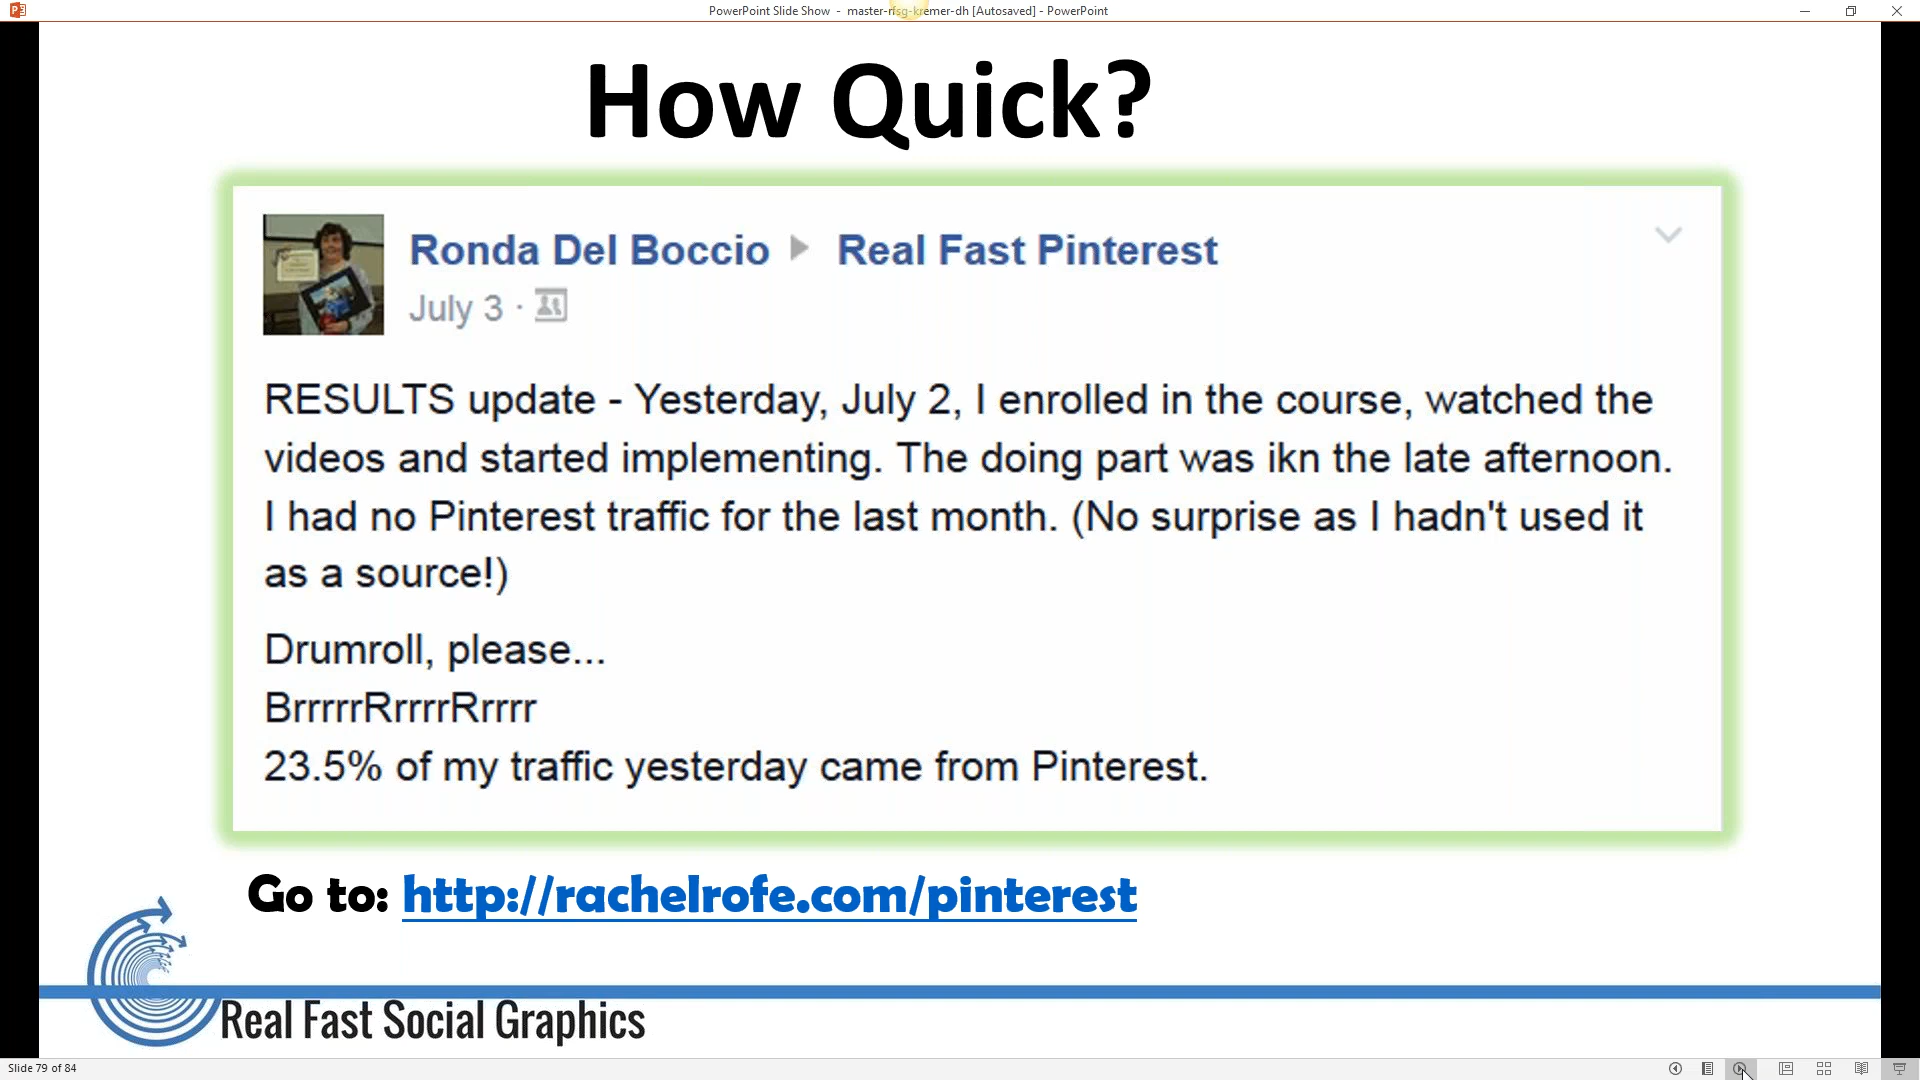 PowerPoint Slide Show - master-rfsg-kremer-dh [Autosaved] - PowerPoint
How Quick?
Ronda Del Boccio Real Fast Pinterest
July 3 ·
RESULTS update - Yesterday, July 2, I enrolled in the course, watched the
videos and started implementing. The doing part was ikn the late afternoon.
I had no Pinterest traffic for the last month. (No surprise as I hadn't used it
as a source!)
Drumroll, please...
BrrrrrRrrrrRrrrr
23.5% of my traffic yesterday came from Pinterest.
Go to: http://rachelrofe.com/pinterest
Real Fast Social Graphics
Slide 79 of 84